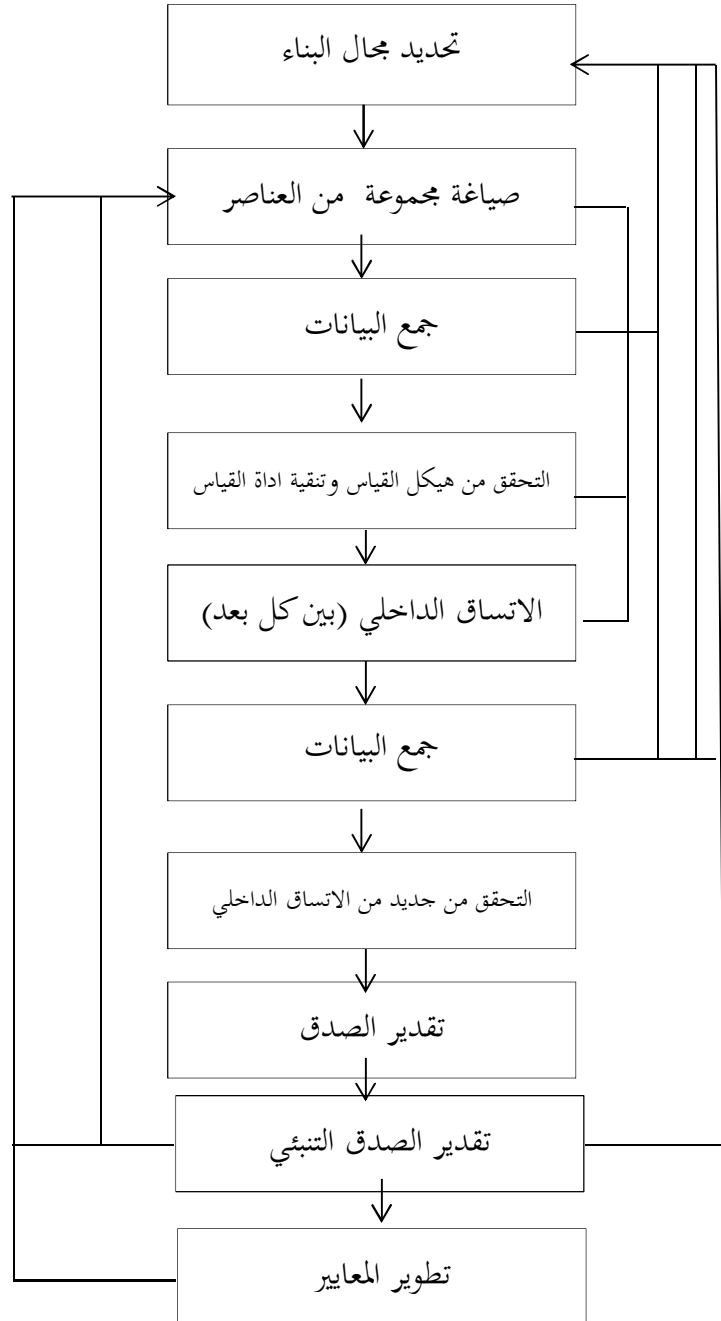 تحديد مجال البناء
صياغة مجموعة من العناصر
جمع البيانات
التحقق من هيكل القياس وتنقية اداة القياس
الاتساق الداخلي (بين كل بعد)
جمع البيانات
التحقق من جديد من الاتساق الداخلي
تقدير الصدق
تقدير الصدق التنبئي
تطوير المعايير